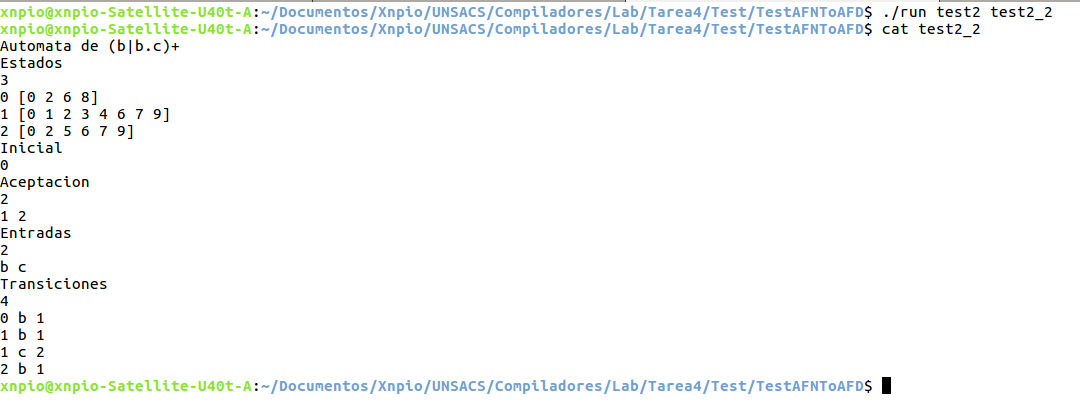 xnpio@xnpio-Satellite-U40t-A:~/Documentos/Xnpio/UNSACS/Compiladores/Lab/Tarea4/Test/TestAFNToAFD$ ./run test2 test2_2
xnpio@xnpio-Satellite-U40t-A:~/Documentos/Xnpio/UNSACS/Compiladores/Lab/Tarea4/Test/TestAFNToAFD$ cat test2_2
Automata de (b|b.c)+
Estados
3
0 [0 2 6 8]
1 [0 1 2 3 4 6 7 9]
2 [0 2 5 6 7 9]
Inicial
0
Aceptacion
2
1 2
Entradas
2
b c
Transiciones
4
0 b 1
1 b 1
1 c 2
2 b 1
xnpio@xnpio-Satellite-U40t-A:~/Documentos/Xnpio/UNSACS/Compiladores/Lab/Tarea4/Test/TestAFNToAFD$